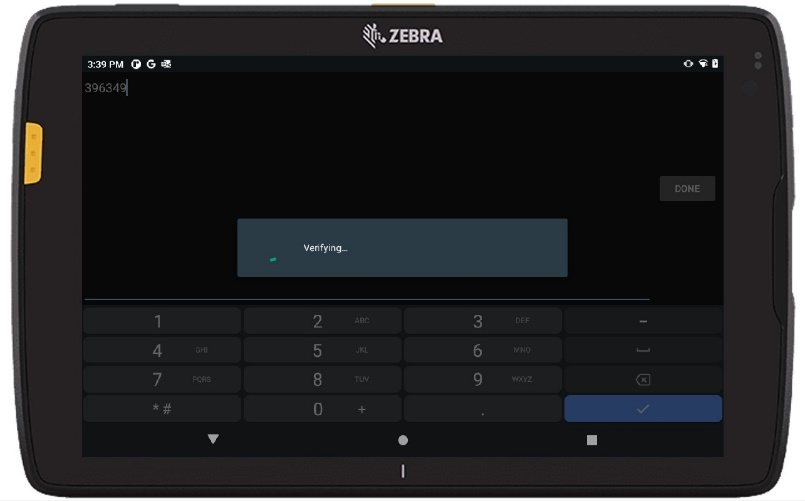 ZEBRA
3:39 PM G
396349
DONE
Verifying...
1 2 ABC 3 DEF -
4 GHI 5 JKL 6 MNO
7 PQRS 8 TUV 9 WXYZ
* # 0 + .